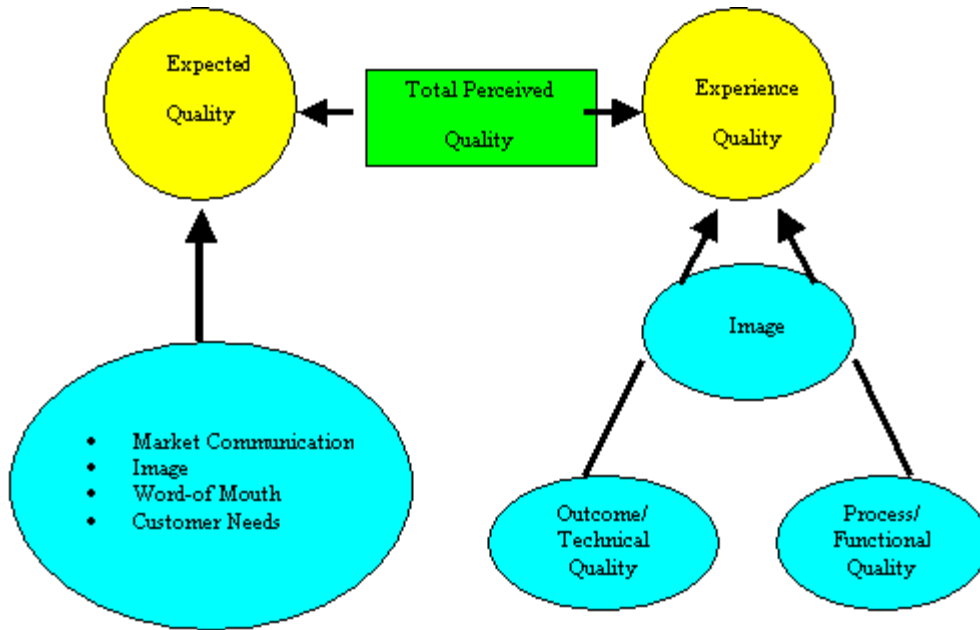 Expected
Quality
Total Perceived
Quality
Experience
Quality
Image
• Market Communication
• Image
• Word-of Mouth
• Customer Needs
Outcome/
Technical
Quality
Process/
Functional
Quality